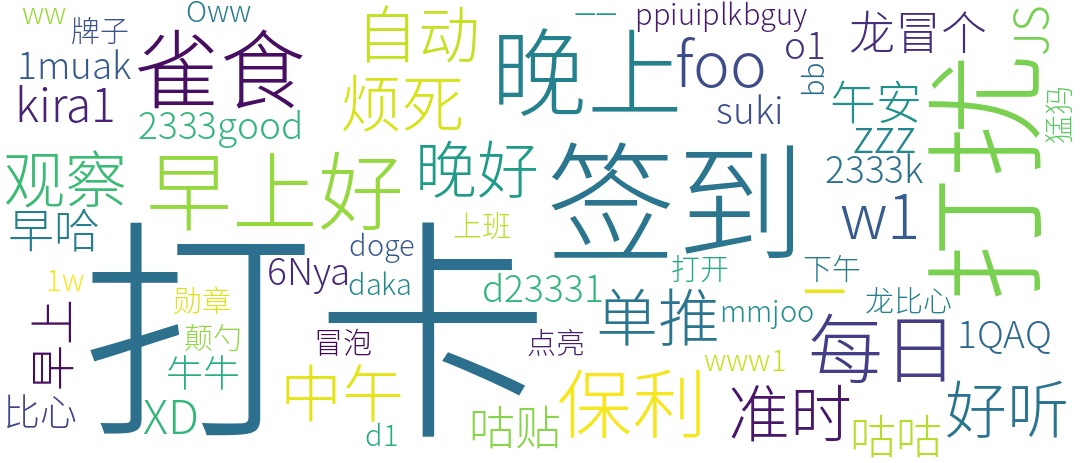 ww
Oww
一一
ppiuiplkbguy
JS
牌子
自动
晚上
foo
o1
龙冒个
1muak
雀食
bb
kira1
烦死
suki
午安
打扰
猛犸
2333good
zzz
观察
早上好
晚好
签到
2333k
早哈
w1
doge
上班
1w
打卡
6Nya
daka
d23331
打开
下午
一
勋章
单推
mmjoo
龙比心
早上
颠勺
冒泡
点亮
每日
1QAQ
牛牛
www1
比心
XD
中午
d1
咕贴
保利
准时
咕咕
好听